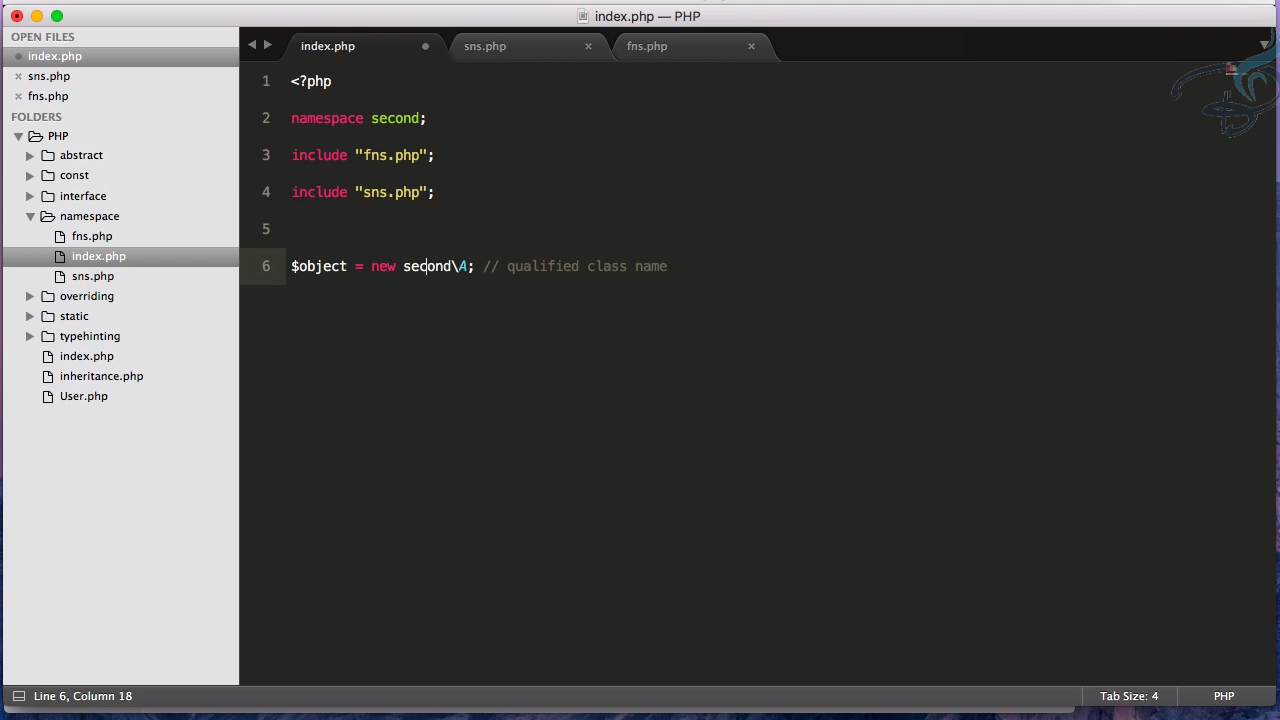 index.php — PHP
OPEN FILES
index.php
sns.php
fns.php
FOLDERS
PHP
abstract
const
interface
namespace
fns.php
index.php
sns.php
overriding
static
typehinting
index.php
inheritance.php
User.php
index.php
sns.php
fns.php
1 <?php
2 namespace second;
3 include "fns.php";
4 include "sns.php";
5
6 $object = new second\A; // qualified class name
Line 6, Column 18
Tab Size: 4
PHP